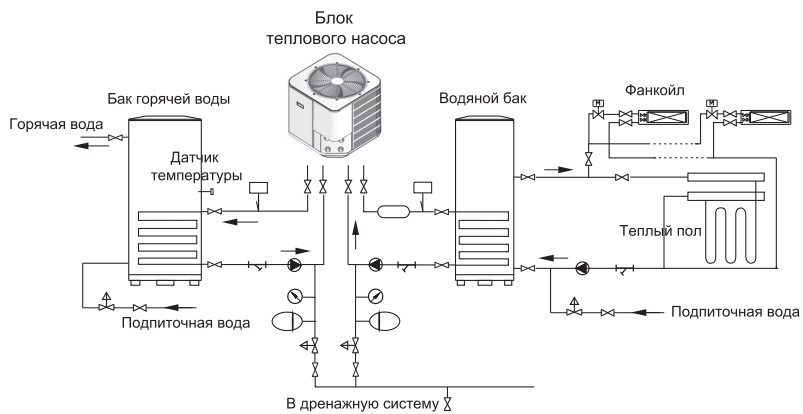 Блок
теплового насоса
Бак горячей воды
Водяной бак
Фанкойл
M
M
Горячая вода
Датчик
температуры
Теплый пол
Подпиточная вода
Подпиточная вода
В дренажную систему